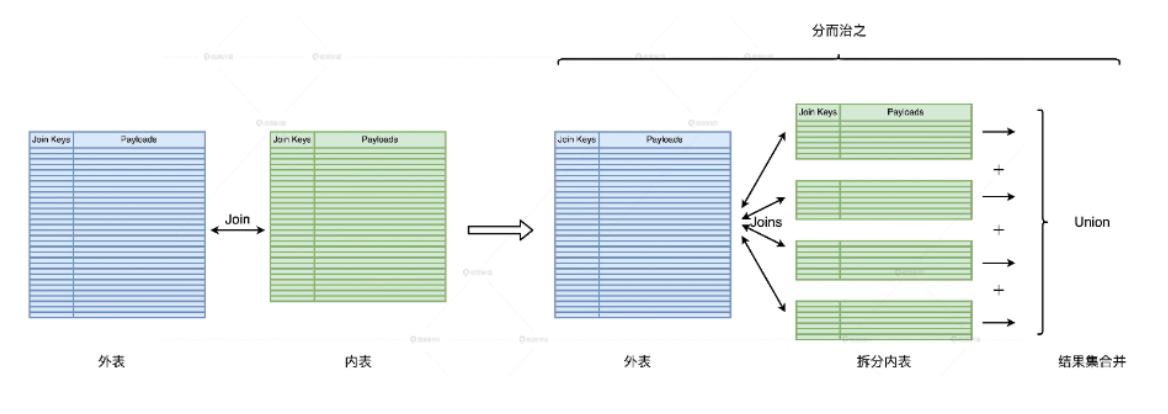 分而治之
Join Keys Payloads
Join Keys Payloads
Join
Join Keys Payloads
Joins
Join Keys Payloads
+
+
+
Union
外表
内表
外表
拆分内表
结果集合并